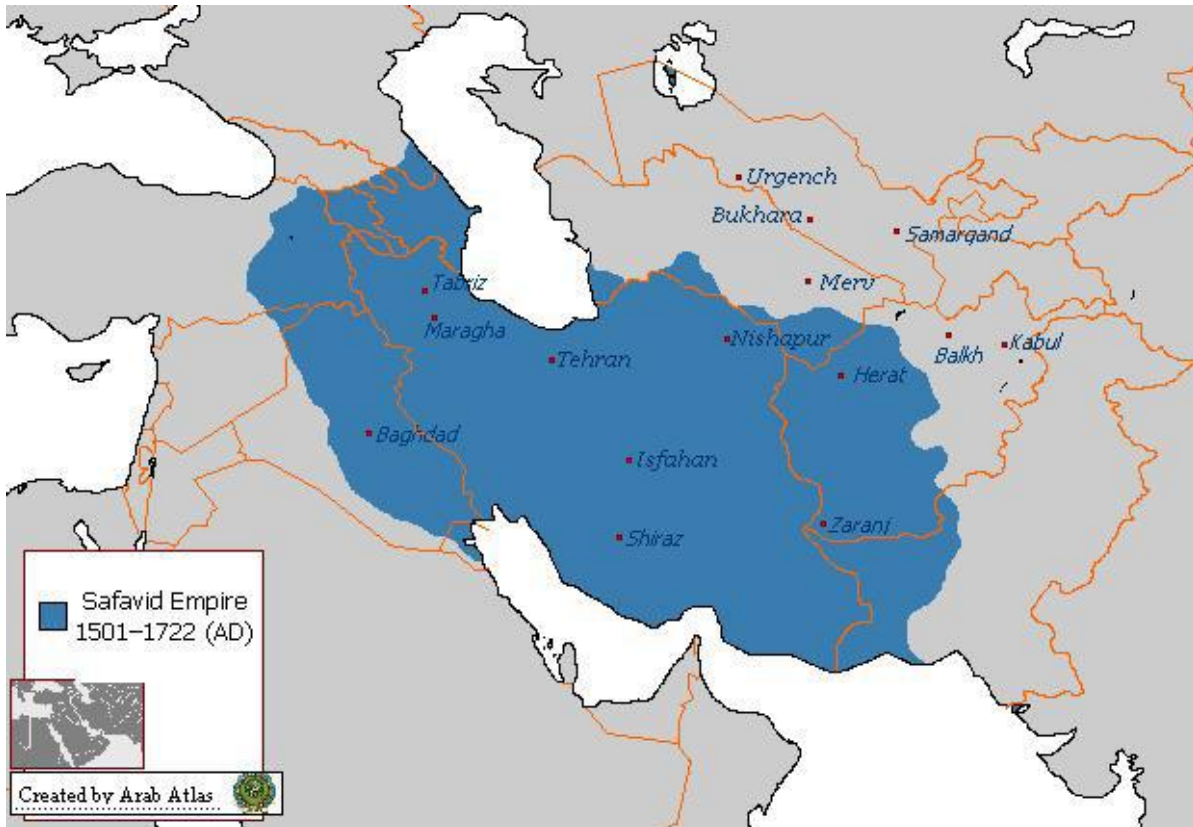 Urgench
Bukhara
Samarqand
Tabriz
Merv
Maragha
Nishapur
Tehran
Balkh
Kabul
Herat
Baghdad
Isfahan
Zaranj
Shiraz
Safavid Empire
1501–1722 (AD)
Created by Arab Atlas